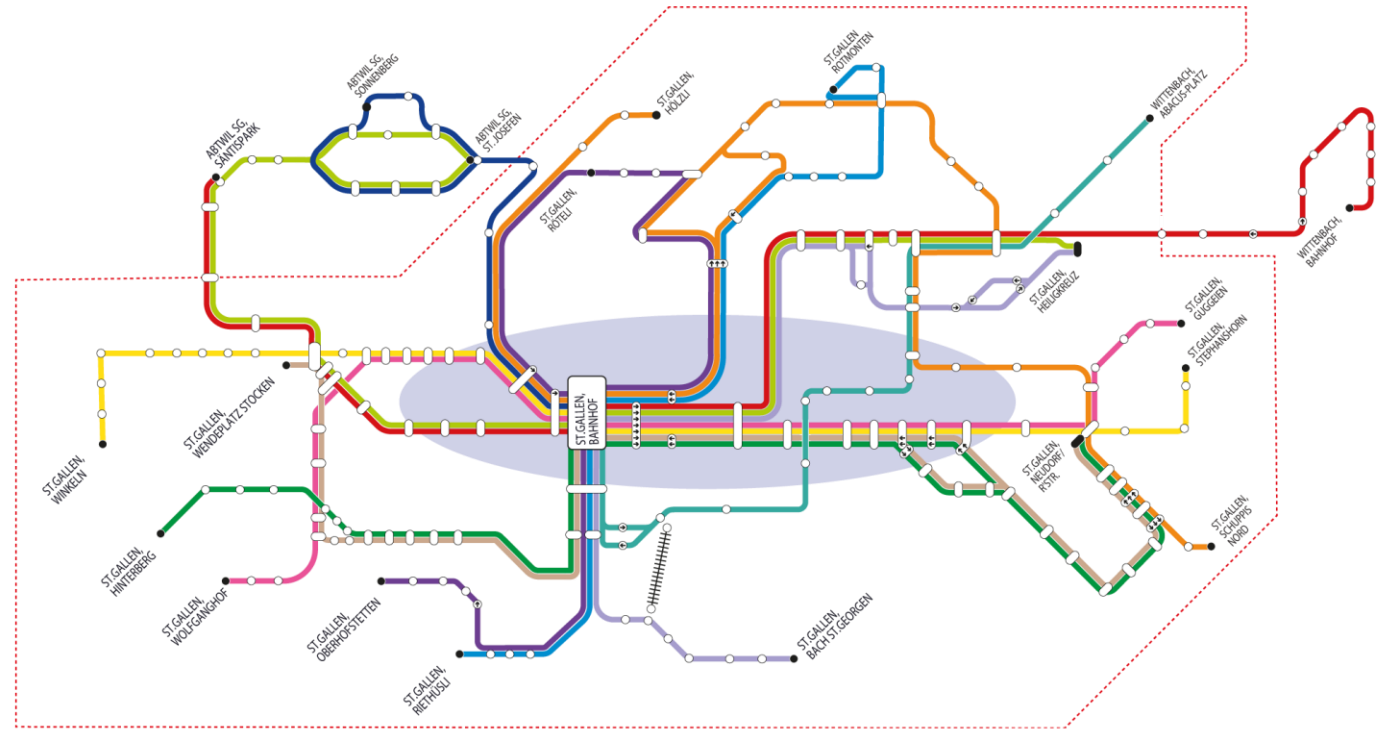 ABTWIL SG,
SONNENBERG
ABTWIL SG,
SÄNTISPARK
ABTWIL SG,
ST. JOSEFEN
ST.GALLEN,
HÖLZLI
ST.GALLEN
ROTMONTEN
WITTENBACH,
ABACUS-PLATZ
ST.GALLEN,
RÖTELI
WITTENBACH,
BAHNHOF
ST.GALLEN,
HEILIGKREUZ
ST.GALLEN,
GUGGEIEN
ST.GALLEN,
STEPHANSHORN
ST.GALLEN,
WENDEPLATZ STOCKEN
ST.GALLEN,
BAHNHOF
ST.GALLEN,
WINKELN
ST.GALLEN,
NEUDORF/
R'STR.
ST.GALLEN,
SCHUPPIS
NORD
ST.GALLEN,
HINTERBERG
ST.GALLEN,
WOLFGANGHOF
ST.GALLEN,
OBERHOFSTETTEN
ST.GALLEN,
RIETHÜSLI
ST.GALLEN,
BACH ST.GEORGEN